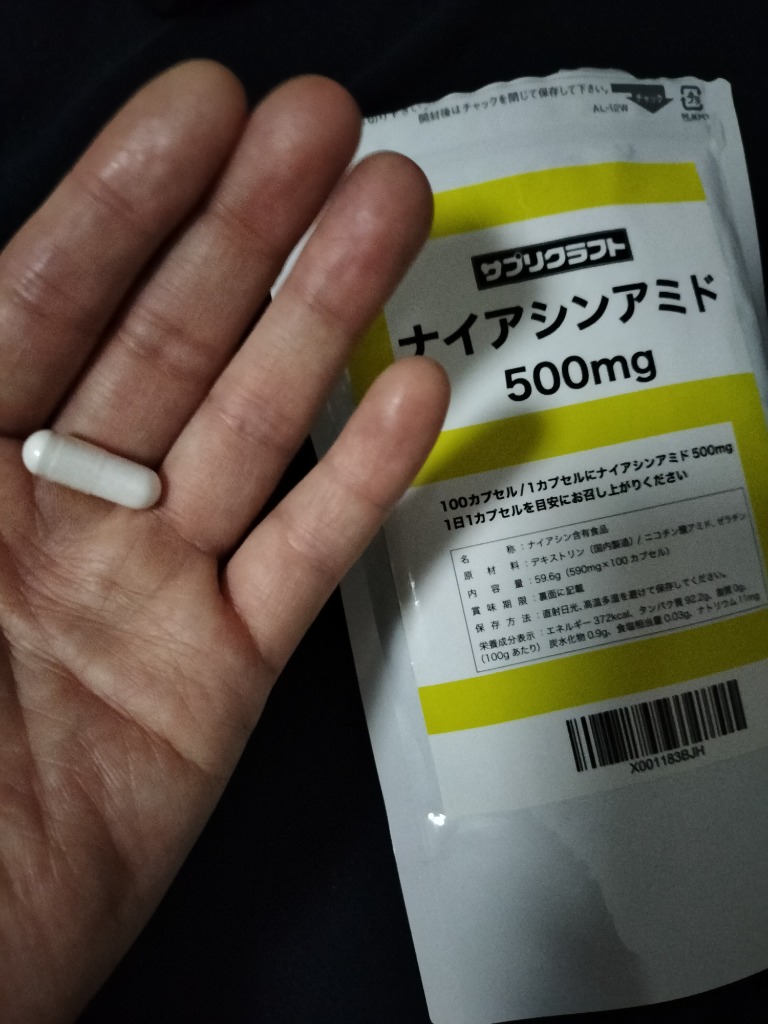 開封後はチャックを閉じて保存して下さい。
チャック
AL-12W
サプリクラフト
ナイアシンアミド
500mg
100カプセル/1カプセルにナイアシンアミド500mg
1日1カプセルを目安にお召し上がりください
名称:ナイアシン含有食品
原材料:デキストリン(国内製造)/ニコチン酸アミド、ゼラチン
内容量:59.6g(590mg×100カプセル)
賞味期限:裏面に記載
保存方法:直射日光、高温多湿を避けて保存してください。
栄養成分表示:エネルギー 372kcal、タンパク質 92.2g、脂質 0g、
(100gあたり) 炭水化物 0.9g、食塩相当量 0.03g、ナトリウム 11mg
X001183BJH